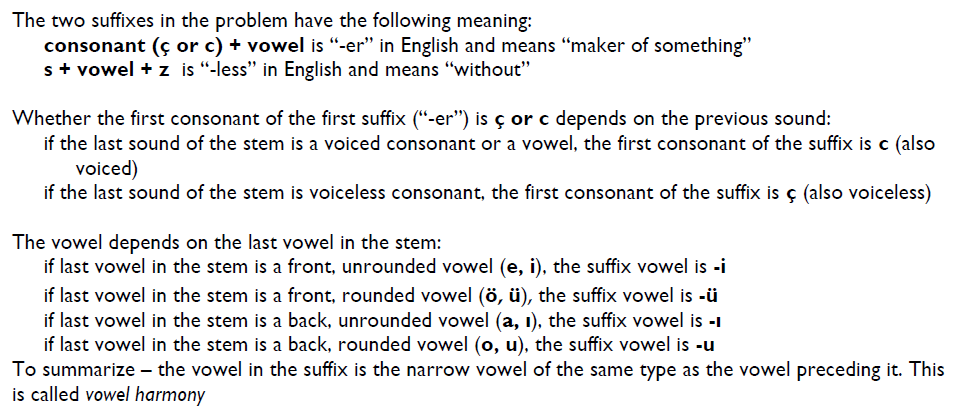 The two suffixes in the problem have the following meaning:
consonant (ç or c) + vowel is “-er” in English and means “maker of something”
s + vowel + z is “-less” in English and means “without”
Whether the first consonant of the first suffix (“-er”) is ç or c depends on the previous sound:
if the last sound of the stem is a voiced consonant or a vowel, the first consonant of the suffix is c (also
voiced)
if the last sound of the stem is voiceless consonant, the first consonant of the suffix is ç (also voiceless)
The vowel depends on the last vowel in the stem:
if last vowel in the stem is a front, unrounded vowel (e, i), the suffix vowel is -i
if last vowel in the stem is a front, rounded vowel (ö, ü), the suffix vowel is -ü
if last vowel in the stem is a back, unrounded vowel (a, ı), the suffix vowel is -ı
if last vowel in the stem is a back, rounded vowel (o, u), the suffix vowel is -u
To summarize – the vowel in the suffix is the narrow vowel of the same type as the vowel preceding it. This
is called vowel harmony